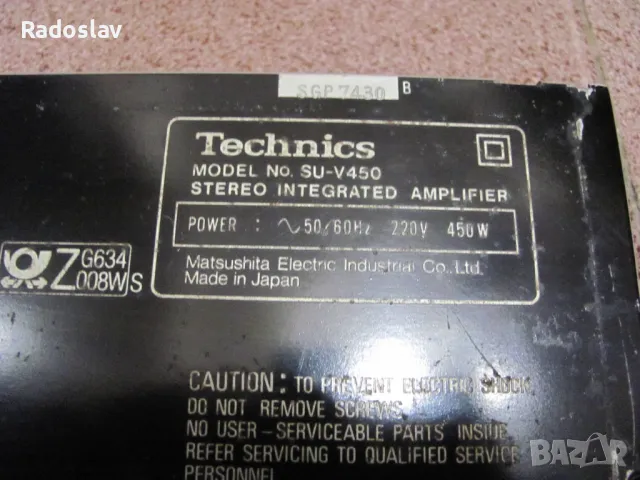 Radoslav
SGP 7430 B
Technics
MODEL No. SU-V450
STEREO INTEGRATED AMPLIFIER
POWER : ~ 50/60Hz 220V 450W
Matsushita Electric Industrial Co., Ltd.
Made in Japan
Z G634
008W S
CAUTION: TO PREVENT ELECTRIC SHOCK
DO NOT REMOVE SCREWS.
NO USER-SERVICEABLE PARTS INSIDE
REFER SERVICING TO QUALIFIED SERVICE
PERSONNEL
BAZAR